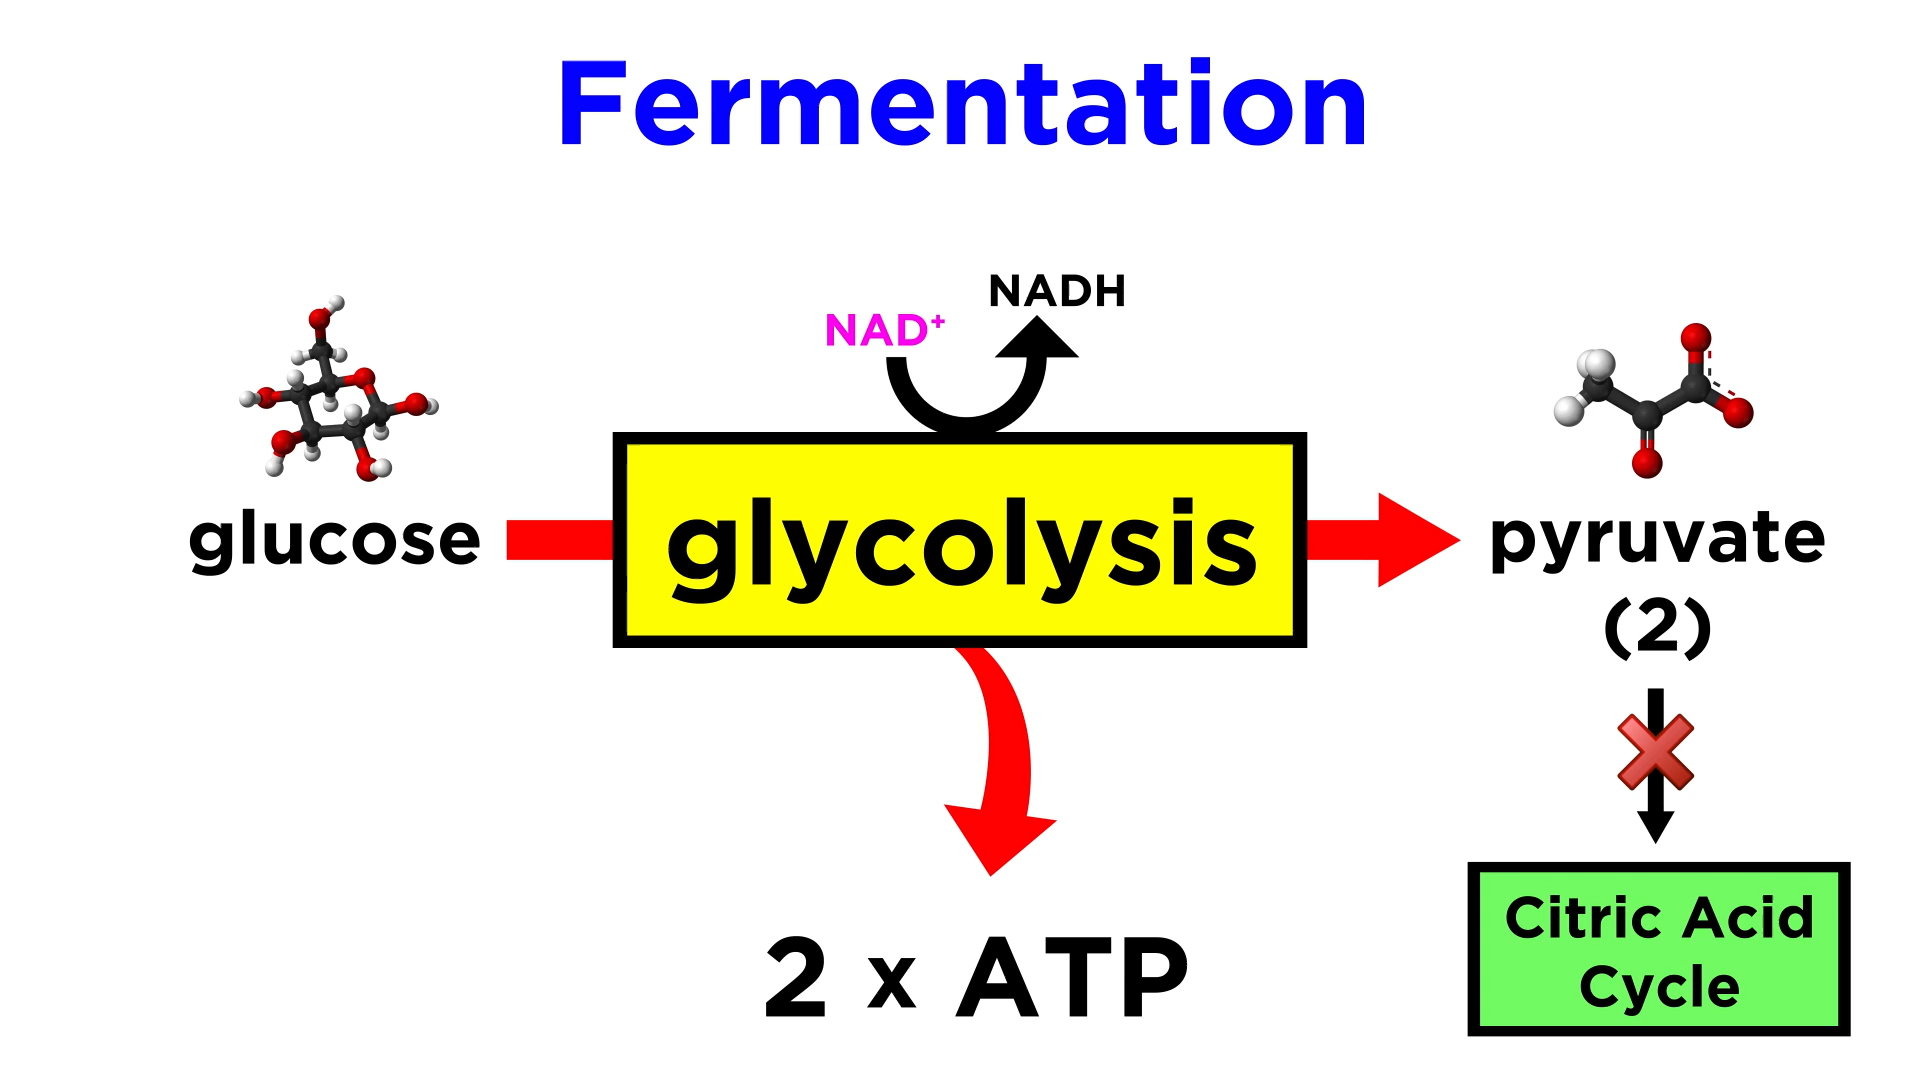 Fermentation
NADH
NAD⁺
glucose
glycolysis
pyruvate
(2)
2 x ATP
Citric Acid
Cycle